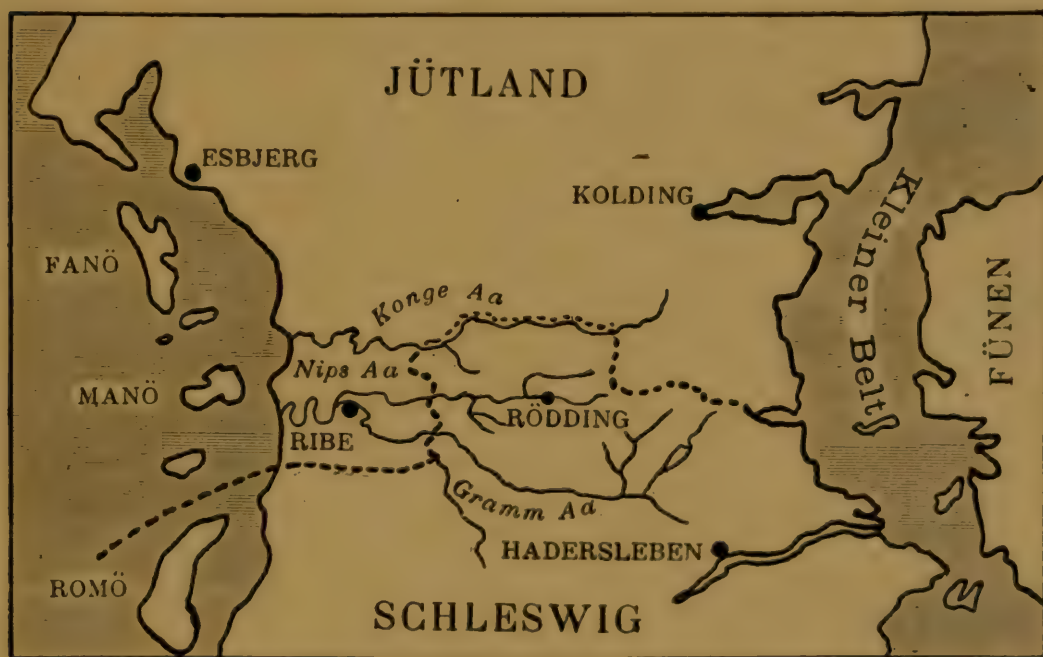 JÜTLAND
ESBJERG
KOLDING
Kleiner Belt
FANÖ
FÜNEN
Konge Aa
Nips Aa
MANÖ
RÖDDING
RIBE
Gramm Aa
HADERSLEBEN
ROMÖ
SCHLESWIG